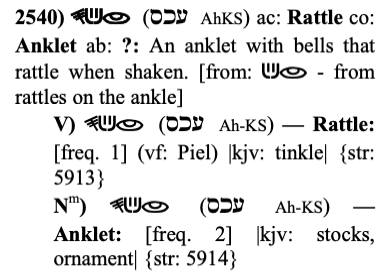 2540) (עכס AhKS) ac: Rattle co:
Anklet ab: ?: An anklet with bells that
rattle when shaken. [from: - from
rattles on the ankle]
V) (עכס Ah-KS) — Rattle:
[freq. 1] (vf: Piel) |kjv: tinkle| {str:
5913}
Nᵐ) (עכס Ah-KS) —
Anklet: [freq. 2] |kjv: stocks,
ornament| {str: 5914}